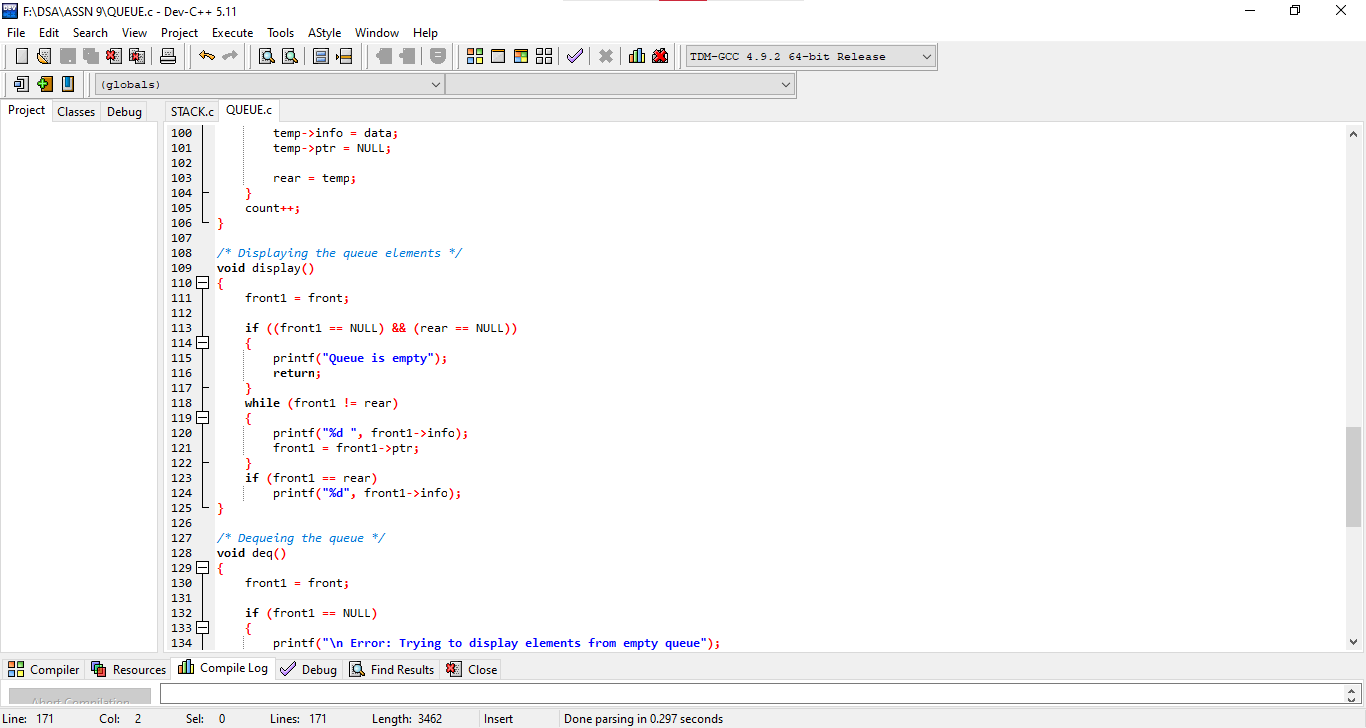 F:\DSA\ASSN 9\QUEUE.c - Dev-C++ 5.11
File Edit Search View Project Execute Tools AStyle Window Help
TDM-GCC 4.9.2 64-bit Release
(globals)
Project Classes Debug STACK.c QUEUE.c
100 temp->info = data;
101 temp->ptr = NULL;
102
103 rear = temp;
104 }
105 count++;
106 }
107
108 /* Displaying the queue elements */
109 void display()
110 {
111 front1 = front;
112
113 if ((front1 == NULL) && (rear == NULL))
114 {
115 printf("Queue is empty");
116 return;
117 }
118 while (front1 != rear)
119 {
120 printf("%d ", front1->info);
121 front1 = front1->ptr;
122 }
123 if (front1 == rear)
124 printf("%d", front1->info);
125 }
126
127 /* Dequeing the queue */
128 void deq()
129 {
130 front1 = front;
131
132 if (front1 == NULL)
133 {
134 printf("\n Error: Trying to display elements from empty queue");
Compiler Resources Compile Log Debug Find Results Close
Abort Compilation
Line: 171 Col: 2 Sel: 0 Lines: 171 Length: 3462 Insert Done parsing in 0.297 seconds